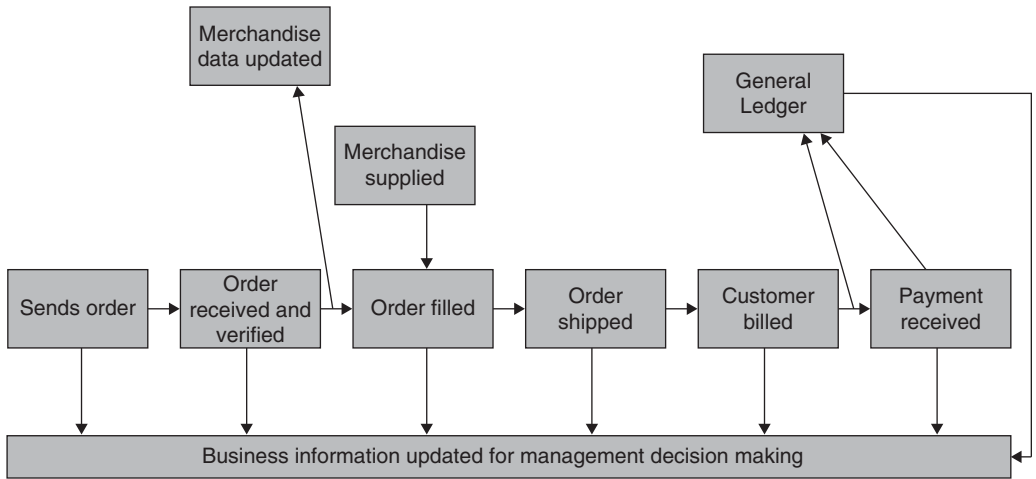 Merchandise
data updated
General
Ledger
Merchandise
supplied
Sends order
Order
received and
verified
Order filled
Order
shipped
Customer
billed
Payment
received
Business information updated for management decision making